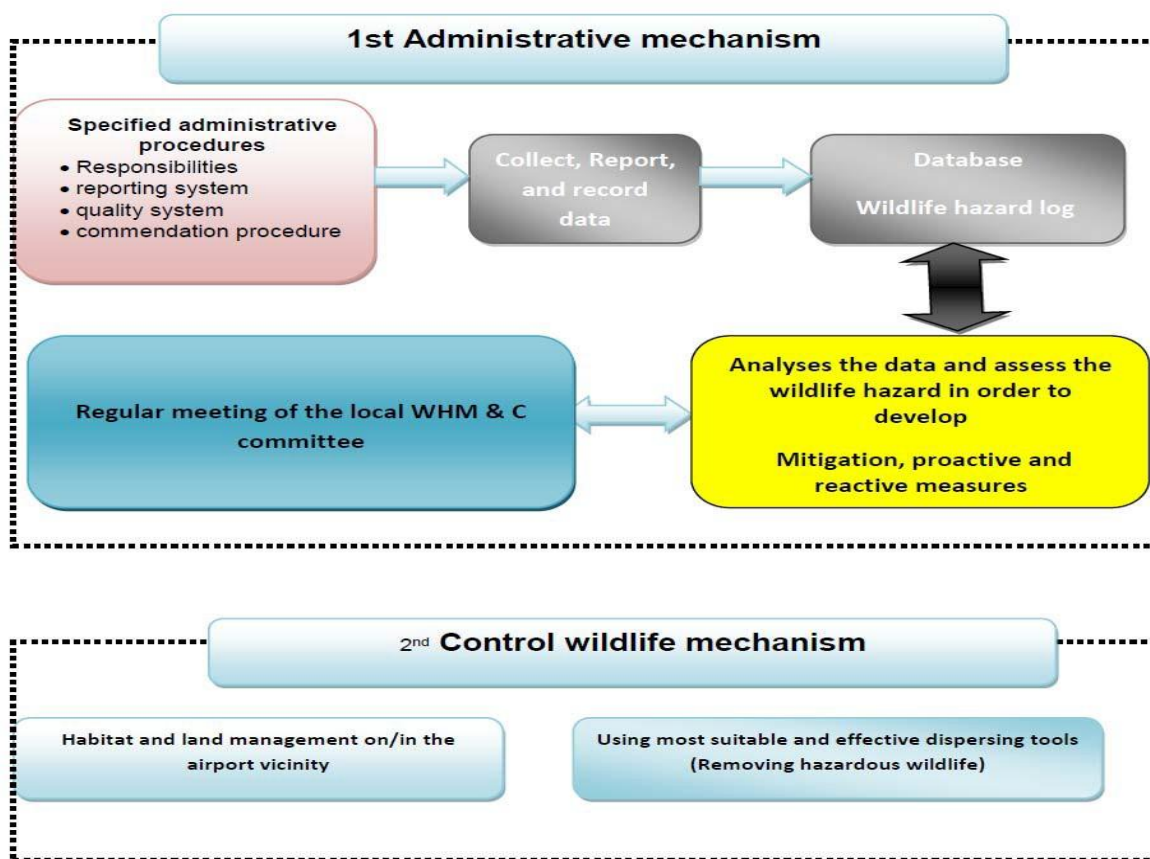 1st Administrative mechanism
Specified administrative
procedures
• Responsibilities
• reporting system
• quality system
• commendation procedure
Collect, Report,
and record
data
Database
Wildlife hazard log
Regular meeting of the local WHM & C
committee
Analyses the data and assess the
wildlife hazard in order to
develop
Mitigation, proactive and
reactive measures
2nd Control wildlife mechanism
Habitat and land management on/in the
airport vicinity
Using most suitable and effective dispersing tools
(Removing hazardous wildlife)